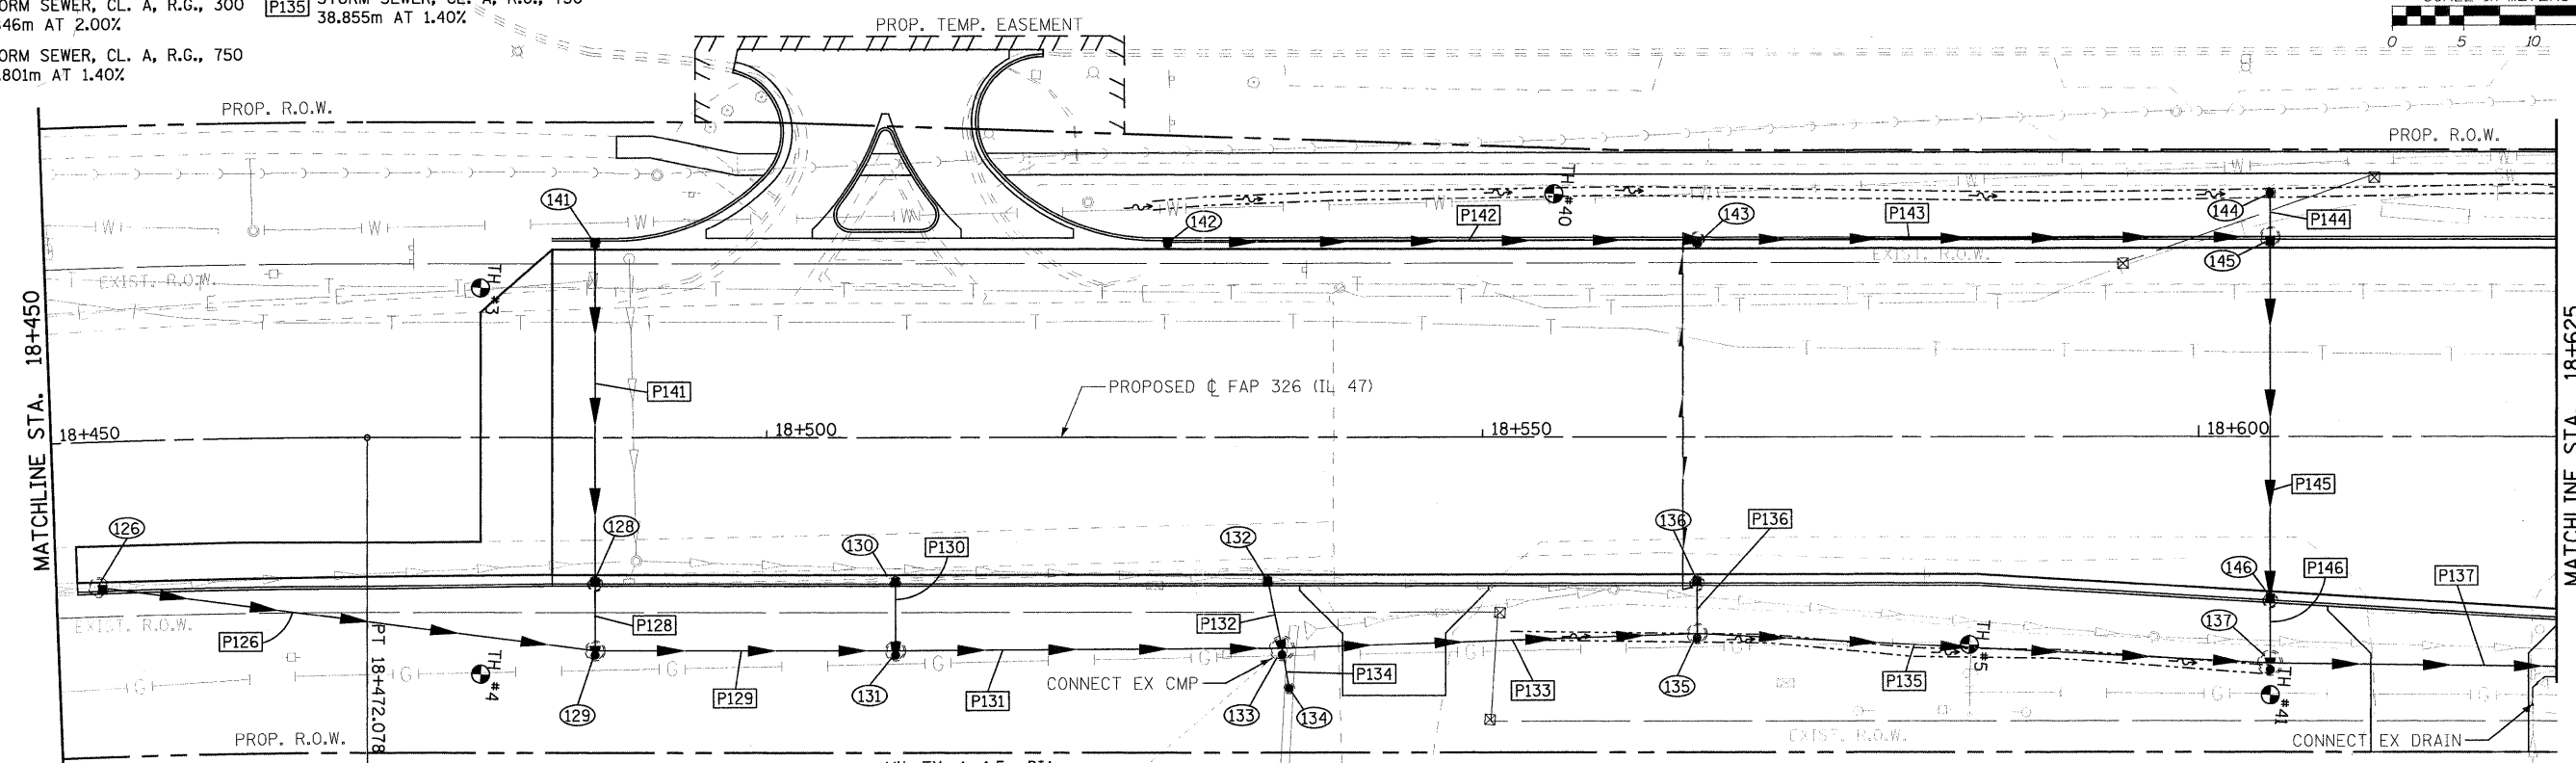 STORM SEWER, CL. A, R.G., 300
AT 2.00%
STORM SEWER, CL. A, R.G., 750
AT 1.40%
P135
38.855m AT 1.40%
PROP. TEMP. EASEMENT
0 5 10
PROP. R.O.W.
PROP. R.O.W.
141
142
P142
TH #40
143
P143
144
P144
145
EXIST. R.O.W.
EXIST. R.O.W.
TH #3
MATCHLINE STA. 18+450
MATCHLINE STA. 18+625
P141
PROPOSED ℄ FAP 326 (IL 47)
18+450
18+500
18+550
18+600
P145
126
128
130
P130
132
136
P136
146
P146
P137
EXIST. R.O.W.
P126
PT 18+472.078
TH #4
P128
P129
129
131
P131
P132
CONNECT EX CMP
P134
133
134
P133
135
P135
TH #5
137
TH #41
PROP. R.O.W.
EXIST. R.O.W.
CONNECT EX DRAIN